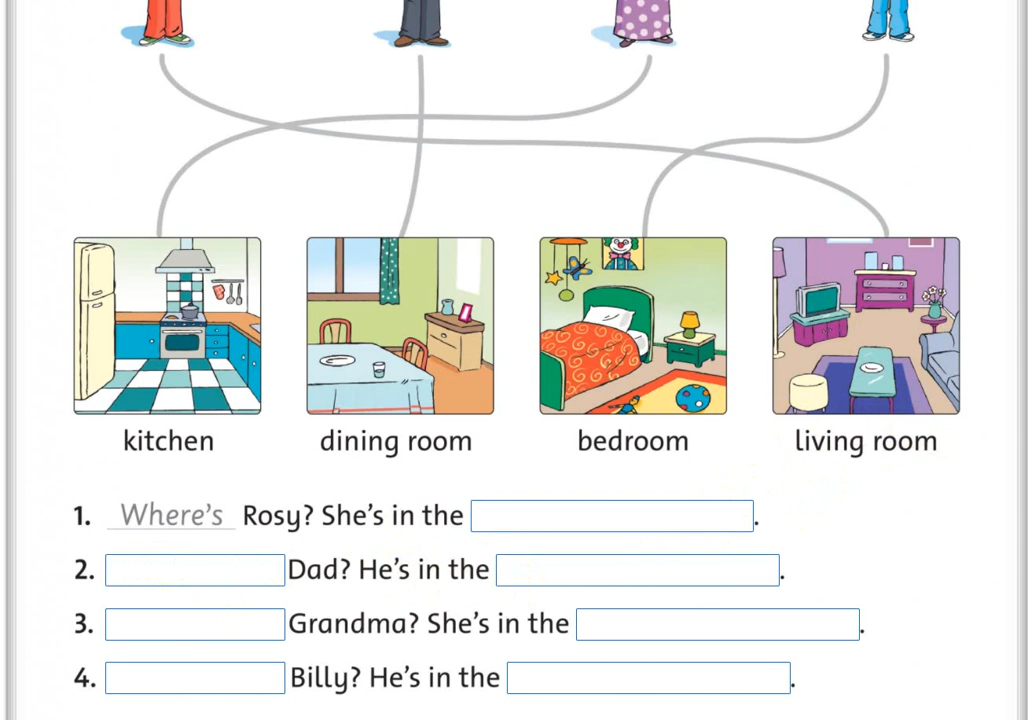 kitchen dining room bedroom living room
1. Where's Rosy? She's in the .
2. Dad? He's in the .
3. Grandma? She's in the .
4. Billy? He's in the .